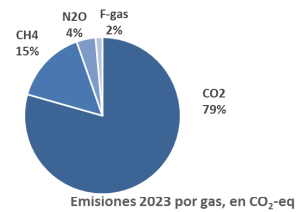 N2O
4%
F-gas
2%
CH4
15%
CO2
79%
Emisiones 2023 por gas, en CO₂-eq